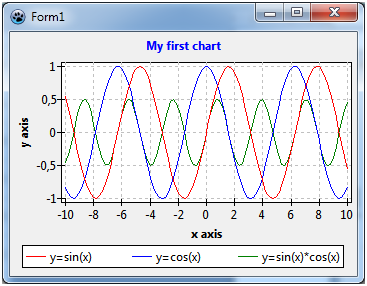 Form1
My first chart
y axis
1
0,5
0
-0,5
-1
-10 -8 -6 -4 -2 0 2 4 6 8 10
x axis
y=sin(x) y=cos(x) y=sin(x)*cos(x)